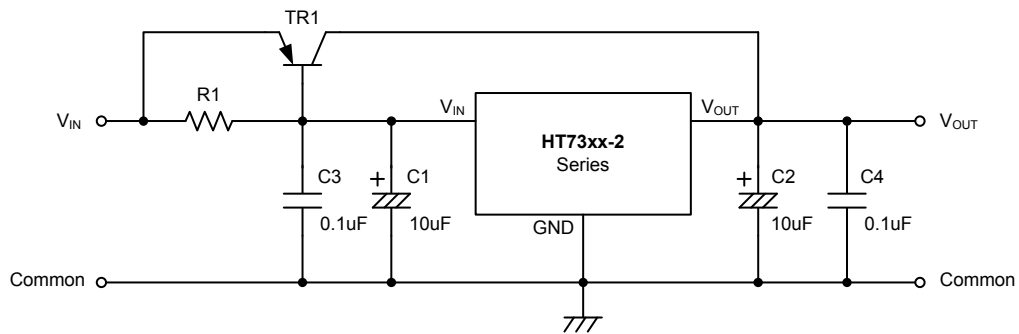 TR1
R1
V_IN
V_IN
HT73xx-2
Series
V_OUT
V_OUT
C3
0.1uF
C1
10uF
GND
C2
10uF
C4
0.1uF
Common
Common
+
+